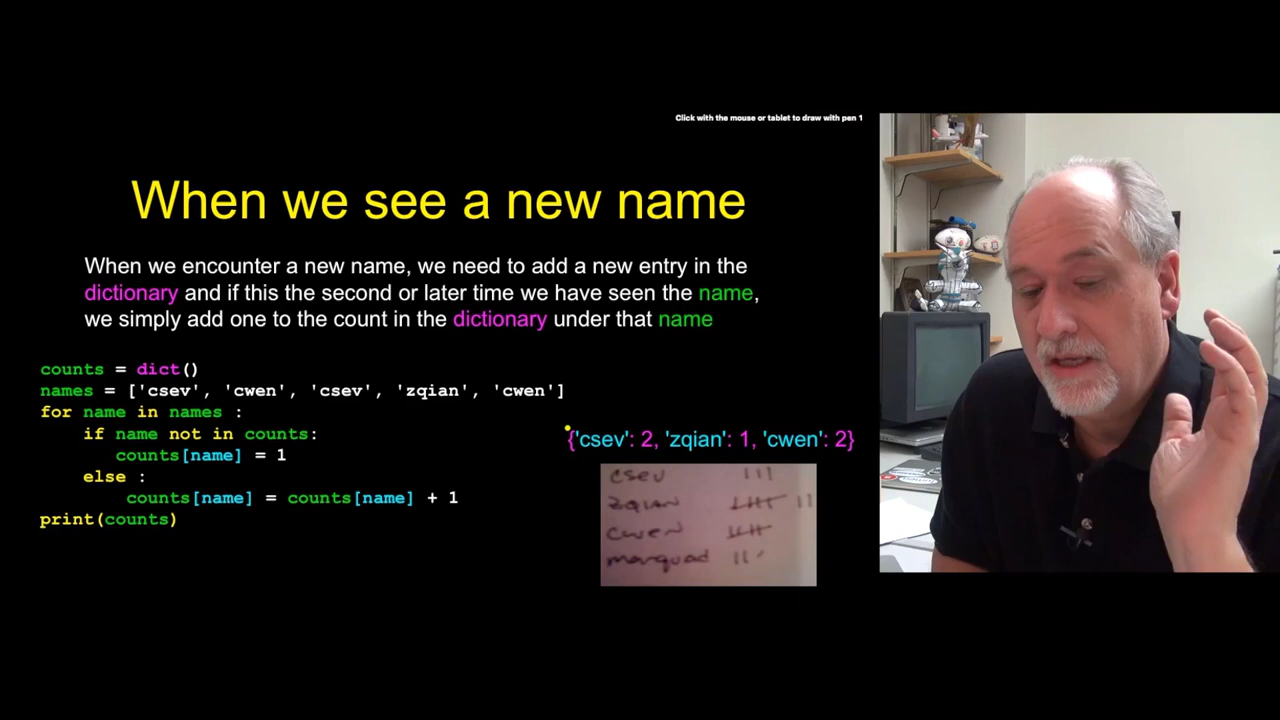 Click with the mouse or tablet to draw with pen 1
When we see a new name
When we encounter a new name, we need to add a new entry in the
dictionary and if this the second or later time we have seen the name,
we simply add one to the count in the dictionary under that name
counts = dict()
names = ['csev', 'cwen', 'csev', 'zqian', 'cwen']
for name in names :
    if name not in counts:
       counts[name] = 1
    else :
        counts[name] = counts[name] + 1
print(counts)
{'csev': 2, 'zqian': 1, 'cwen': 2}
csev
zqian
cwen
marquad